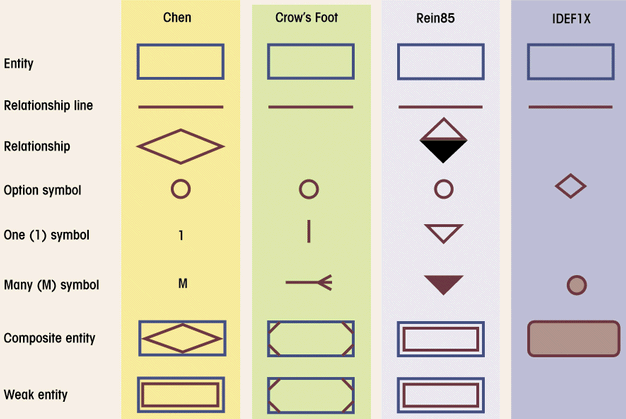 Chen Crow's Foot Rein85 IDEF1X
Entity
Relationship line
Relationship
Option symbol
One (1) symbol 1
Many (M) symbol M
Composite entity
Weak entity